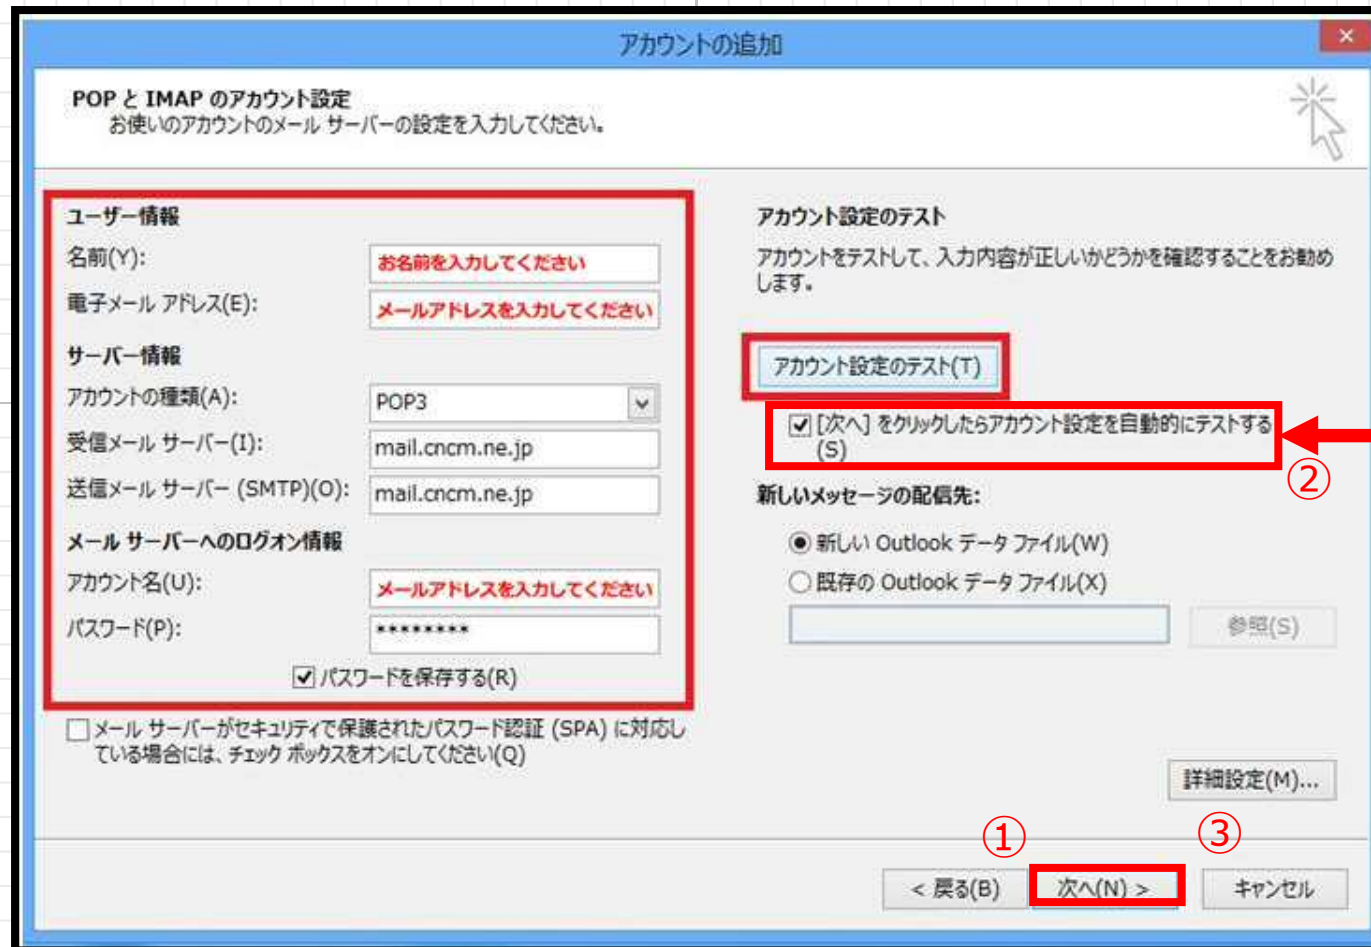 アカウントの追加
POP と IMAP のアカウント設定
お使いのアカウントのメール サーバーの設定を入力してください。
ユーザー情報
名前(Y):
お名前を入力してください
電子メール アドレス(E):
メールアドレスを入力してください
サーバー情報
アカウントの種類(A):
POP3
受信メール サーバー(I):
mail.cncm.ne.jp
送信メール サーバー (SMTP)(O):
mail.cncm.ne.jp
メール サーバーへのログオン情報
アカウント名(U):
メールアドレスを入力してください
パスワード(P):
********
パスワードを保存する(R)
メール サーバーがセキュリティで保護されたパスワード認証 (SPA) に対応し
ている場合には、チェック ボックスをオンにしてください(Q)
アカウント設定のテスト
アカウントをテストして、入力内容が正しいかどうかを確認することをお勧め
します。
アカウント設定のテスト(T)
[次へ] をクリックしたらアカウント設定を自動的にテストする
(S)
②
新しいメッセージの配信先:
新しい Outlook データ ファイル(W)
既存の Outlook データ ファイル(X)
参照(S)
詳細設定(M)...
①
③
< 戻る(B)
次へ(N) >
キャンセル